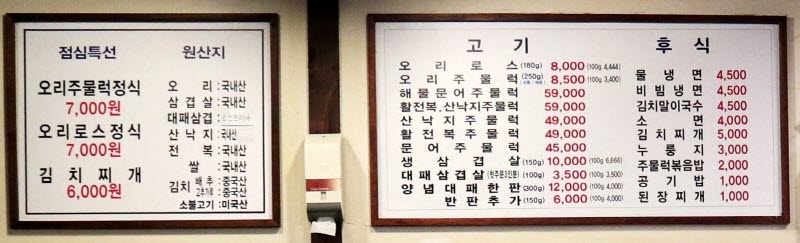 점심특선
오리주물럭정식
7,000원
오리로스정식
7,000원
김치찌개
6,000원
원산지
오리:국내산
삼겹살:국내산
대패삼겹:오스트리아
산낙지:국내산
전복:국내산
쌀:국내산
김치 배추:중국산
고추가루:중국산
소불고기:미국산
고기
오리로스(180g) 8,000(100g 4,444)
오리주물럭(250g) 8,500(100g 3,400)
해물문어주물럭 59,000
활전복.산낙지주물럭 59,000
산낙지주물럭 49,000
활전복주물럭 49,000
문어주물럭 45,000
생삼겹살(150g) 10,000(100g 6,666)
대패삼겹살(첫주문3인분)(100g) 3,500(100g 3,500)
양념대패한판(300g) 12,000(100g 4,000)
반판추가(150g) 6,000(100g 4,000)
후식
물냉면 4,500
비빔냉면 4,500
김치말이국수 4,500
소면 4,000
김치찌개 5,000
누룽지 3,000
주물럭볶음밥 2,000
공기밥 1,000
된장찌개 1,000